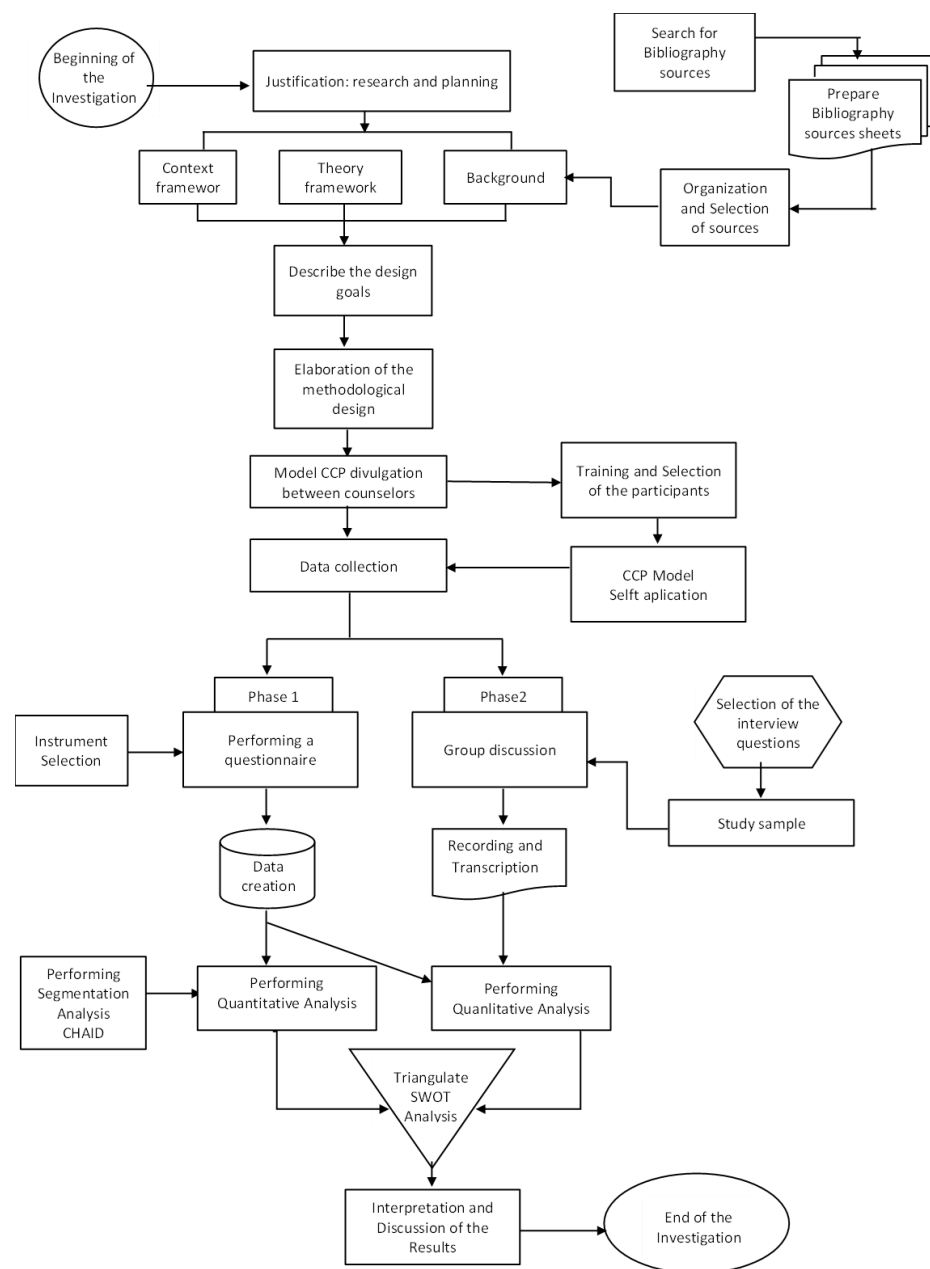 Beginning of
the
Investigation
Justification: research and planning
Search for
Bibliography
sources
Prepare
Bibliography
sources sheets
Context
framewor
Theory
framework
Background
Organization
and Selection
of sources
Describe the design
goals
Elaboration of the
methodological
design
Model CCP divulgation
between counselors
Training and Selection
of the participants
Data collection
CCP Model
Selft aplication
Phase 1
Performing a
questionnaire
Phase2
Group discussion
Instrument
Selection
Selection of the
interview
questions
Study sample
Data
creation
Recording and
Transcription
Performing
Segmentation
Analysis
CHAID
Performing
Quantitative Analysis
Performing
Quanlitative Analysis
Triangulate
SWOT
Analysis
Interpretation and
Discussion of the
Results
End of the
Investigation